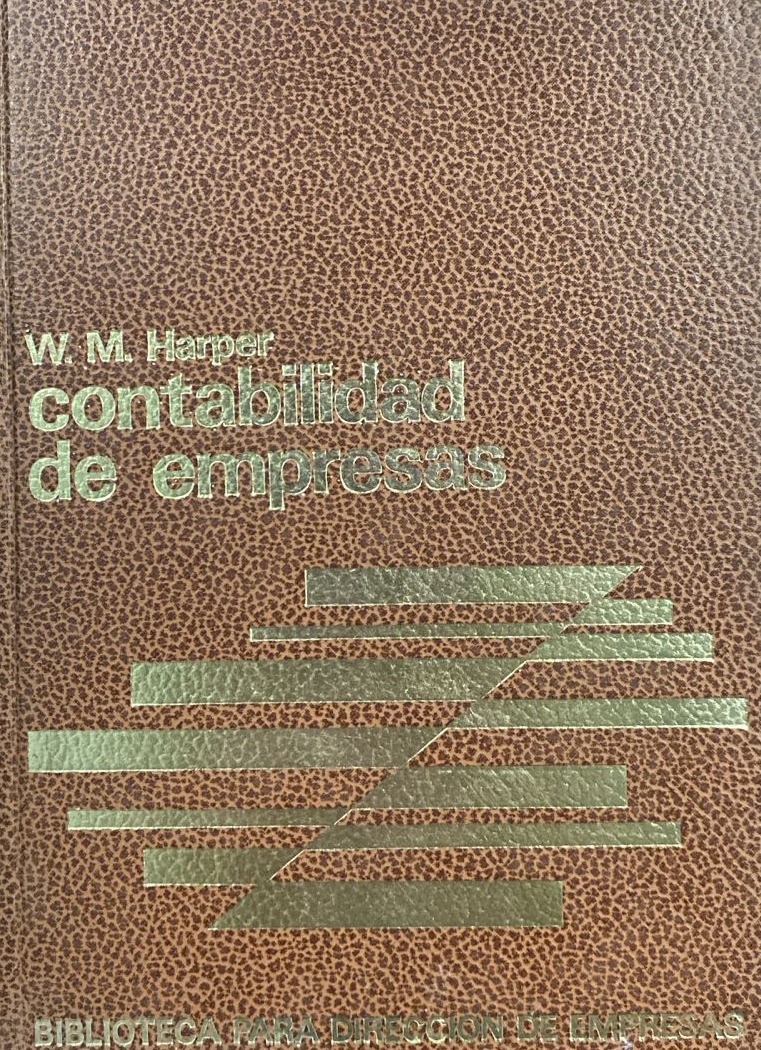 W. M. Harper
contabilidad
de empresas
BIBLIOTECA PARA DIRECCION DE EMPRESAS